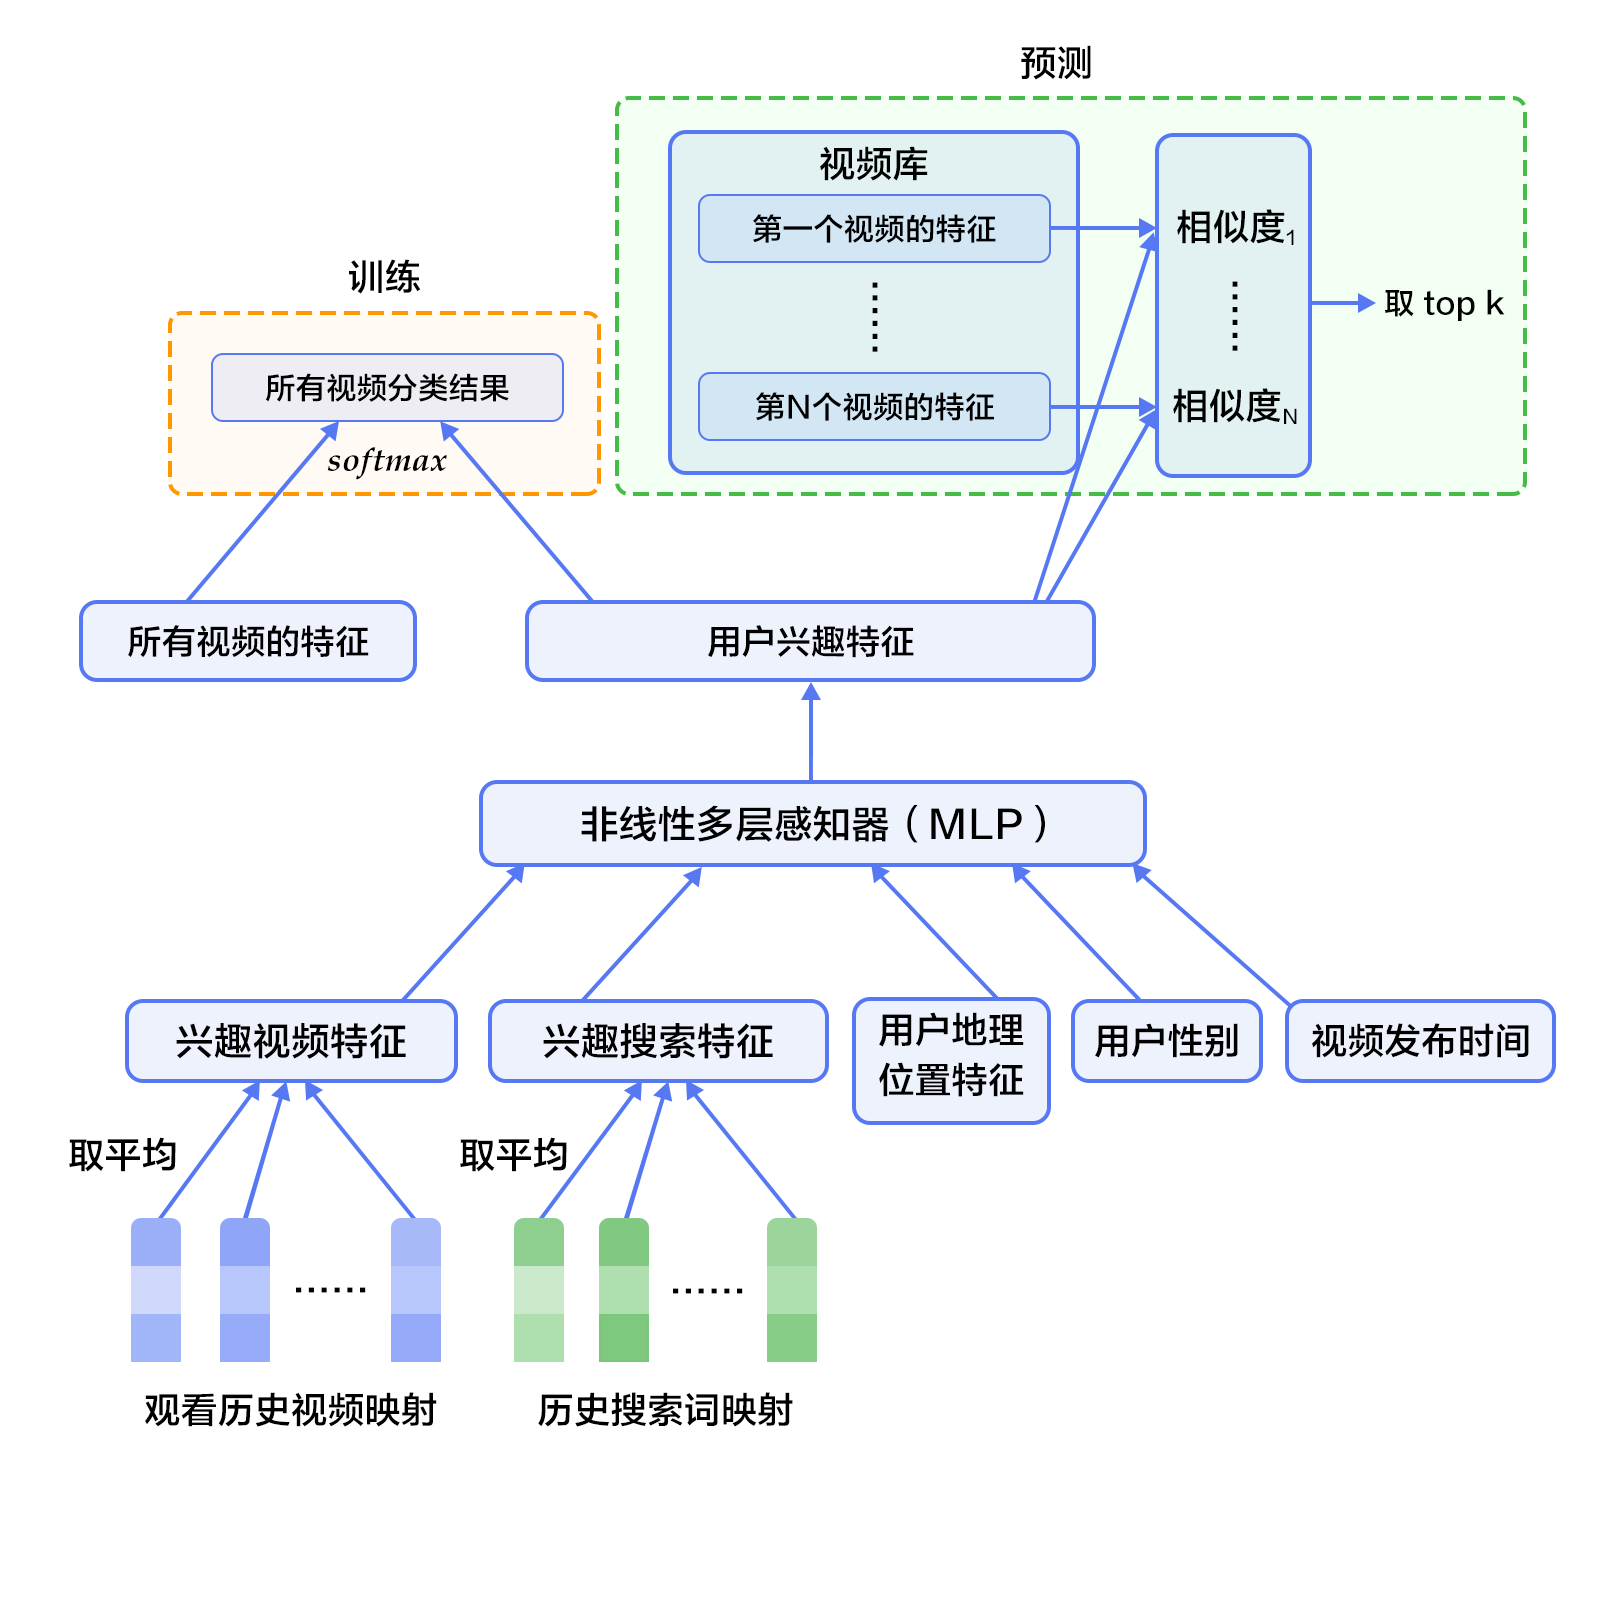 预测
视频库
第一个视频的特征
相似度1
训练
取 top k
所有视频分类结果
第N个视频的特征
相似度N
softmax
所有视频的特征
用户兴趣特征
非线性多层感知器（MLP）
兴趣视频特征
兴趣搜索特征
用户地理
位置特征
用户性别
视频发布时间
取平均
取平均
观看历史视频映射
历史搜索词映射